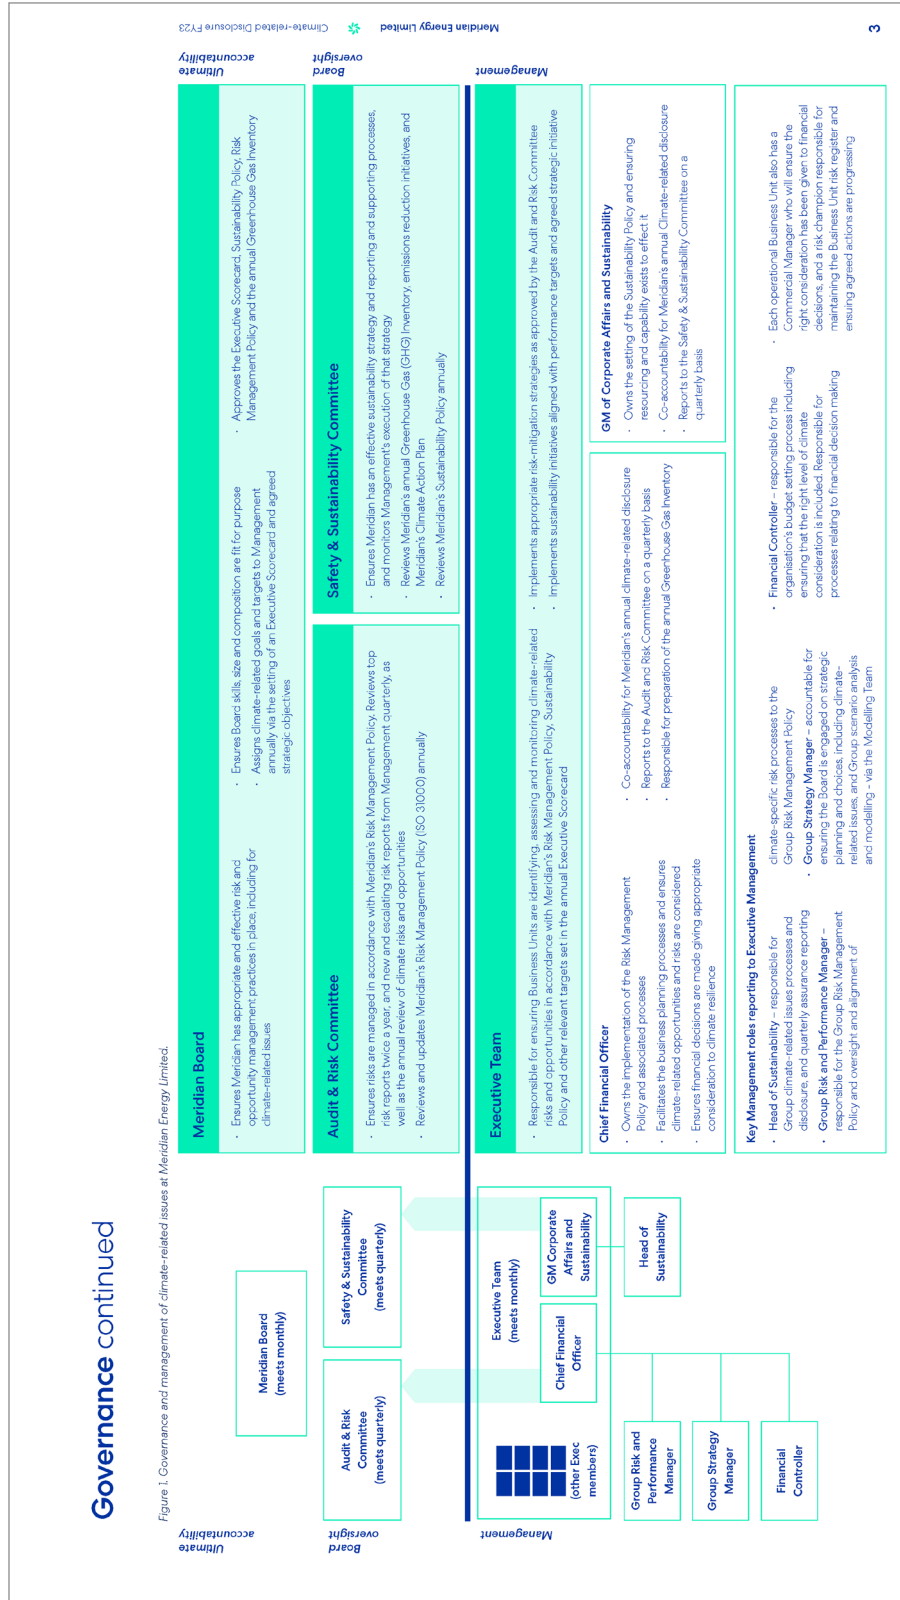 Governance continued
Figure 1. Governance and management of climate-related issues at Meridian Energy Limited.
Ultimate
accountability
Board
oversight
Management
Meridian Board
(meets monthly)
Audit & Risk
Committee
(meets quarterly)
Safety & Sustainability
Committee
(meets quarterly)
Executive Team
(meets monthly)
(other Exec
members)
Chief Financial
Officer
GM Corporate
Affairs and
Sustainability
Group Risk and
Performance
Manager
Group Strategy
Manager
Financial
Controller
Head of
Sustainability
Meridian Board
• Ensures Meridian has appropriate and effective risk and
opportunity management practices in place, including for
climate-related issues
• Ensures Board skills, size and composition are fit for purpose
• Assigns climate-related goals and targets to Management
annually via the setting of an Executive Scorecard and agreed
strategic objectives
• Approves the Executive Scorecard, Sustainability Policy, Risk
Management Policy and the annual Greenhouse Gas Inventory
Ultimate
accountability
Audit & Risk Committee
• Ensures risks are managed in accordance with Meridian's Risk Management Policy. Reviews top
risk reports twice a year, and new and escalating risk reports from Management quarterly, as
well as the annual review of climate risks and opportunities
• Reviews and updates Meridian's Risk Management Policy (ISO 31000) annually
Safety & Sustainability Committee
• Ensures Meridian has an effective sustainability strategy and reporting and supporting processes,
and monitors Management's execution of that strategy
• Reviews Meridian's annual Greenhouse Gas (GHG) Inventory, emissions reduction initiatives, and
Meridian's Climate Action Plan
• Reviews Meridian's Sustainability Policy annually
Board
oversight
Executive Team
• Responsible for ensuring Business Units are identifying, assessing and monitoring climate-related
risks and opportunities in accordance with Meridian's Risk Management Policy, Sustainability
Policy and other relevant targets set in the annual Executive Scorecard
• Implements appropriate risk-mitigation strategies as approved by the Audit and Risk Committee
• Implements sustainability initiatives aligned with performance targets and agreed strategic initiative
Management
Chief Financial Officer
• Owns the implementation of the Risk Management
Policy and associated processes
• Facilitates the business planning processes and ensures
climate-related opportunities and risks are considered
• Ensures financial decisions are made giving appropriate
consideration to climate resilience
• Co-accountability for Meridian's annual climate-related disclosure
• Reports to the Audit and Risk Committee on a quarterly basis
• Responsible for preparation of the annual Greenhouse Gas Inventory
GM of Corporate Affairs and Sustainability
• Owns the setting of the Sustainability Policy and ensuring
resourcing and capability exists to effect it
• Co-accountability for Meridian's annual Climate-related disclosure
• Reports to the Safety & Sustainability Committee on a
quarterly basis
Key Management roles reporting to Executive Management
• Head of Sustainability – responsible for
Group climate-related issues processes and
disclosure, and quarterly assurance reporting
• Group Risk and Performance Manager –
responsible for the Group Risk Management
Policy and oversight and alignment of
climate-specific risk processes to the
Group Risk Management Policy
• Group Strategy Manager – accountable for
ensuring the Board is engaged on strategic
planning and choices, including climate-
related issues, and Group scenario analysis
and modelling - via the Modelling Team
• Financial Controller – responsible for the
organisation's budget setting process including
ensuring that the right level of climate
consideration is included. Responsible for
processes relating to financial decision making
• Each operational Business Unit also has a
Commercial Manager who will ensure the
right consideration has been given to financial
decisions, and a risk champion responsible for
maintaining the Business Unit risk register and
ensuing agreed actions are progressing
Meridian Energy Limited
Climate-related Disclosure FY23
3